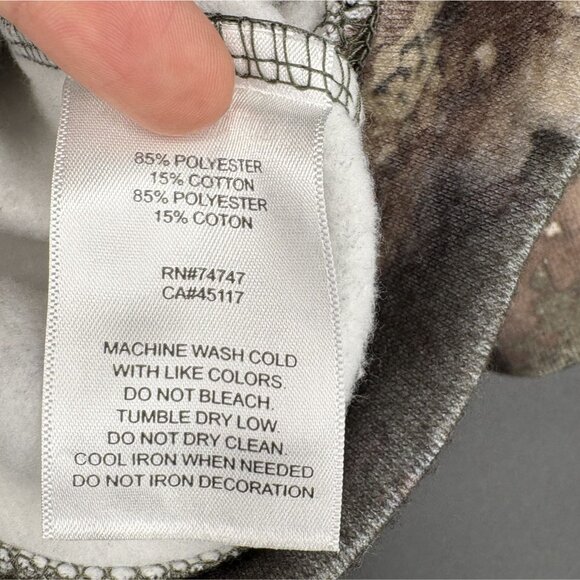 85% POLYESTER
15% COTTON
85% POLYESTER
15% COTON
RN#74747
CA#45117
MACHINE WASH COLD
WITH LIKE COLORS
DO NOT BLEACH.
TUMBLE DRY LOW.
DO NOT DRY CLEAN
COOL IRON WHEN NEEDED
DO NOT IRON DECORATION